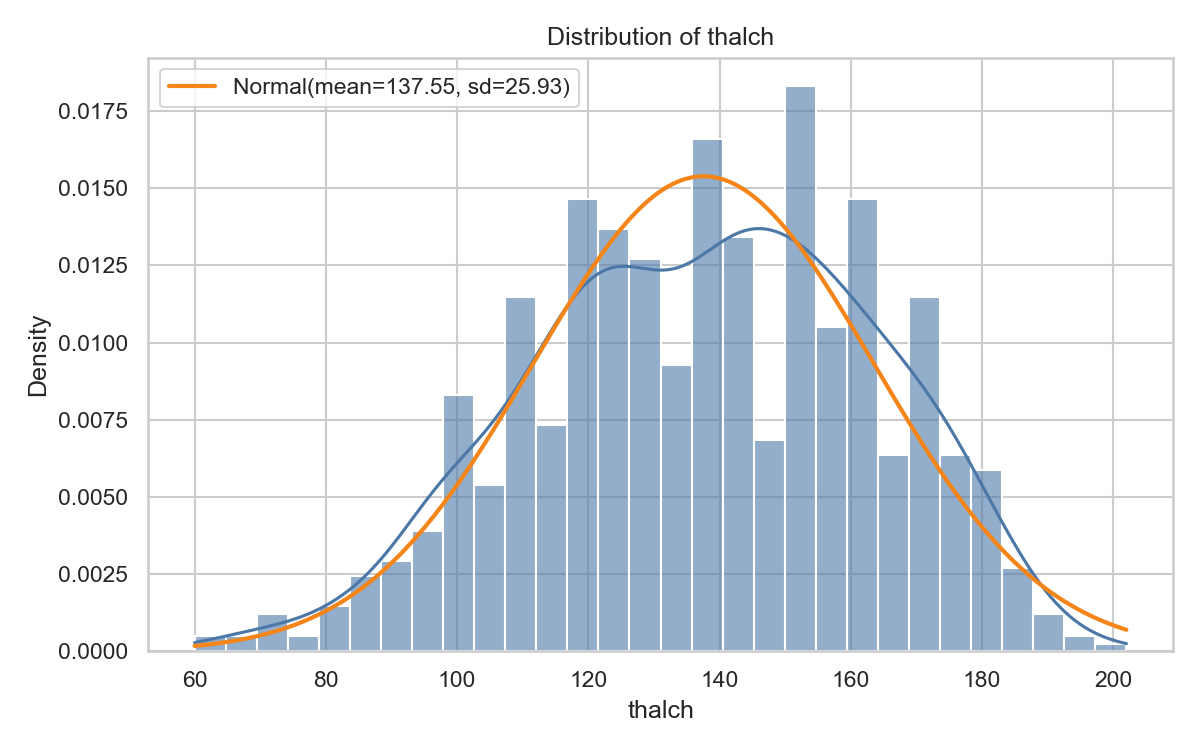 Distribution of thalch
Normal(mean=137.55, sd=25.93)
0.0175
0.0150
0.0125
0.0100
0.0075
0.0050
0.0025
0.0000
Density
60 80 100 120 140 160 180 200
thalch